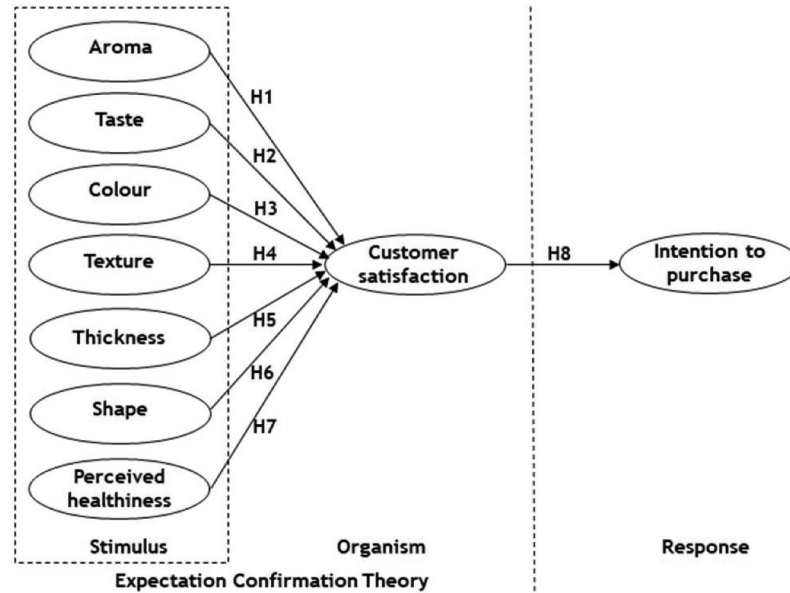 Aroma
H1
Taste
H2
Colour
H3
Texture
H4
Customer
satisfaction
H8
Intention to
purchase
Thickness
H5
Shape
H6
H7
Perceived
healthiness
Stimulus
Organism
Response
Expectation Confirmation Theory